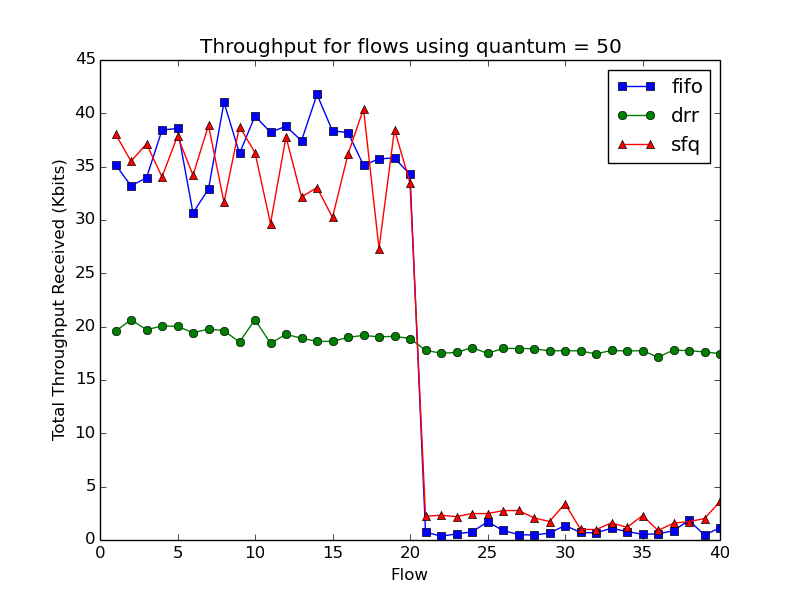 Throughput for flows using quantum = 50
45
40
35
30
25
20
15
10
5
0
Total Throughput Received (Kbits)
fifo
drr
sfq
0 5 10 15 20 25 30 35 40
Flow